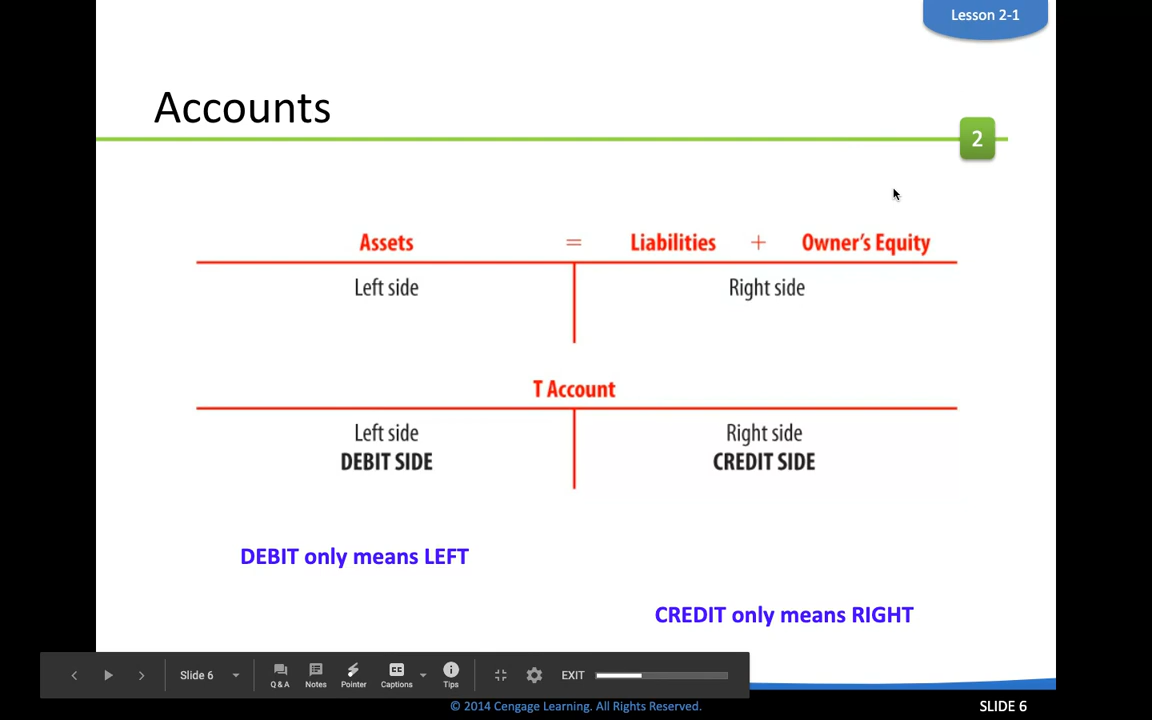 Lesson 2-1
Accounts
2
Assets = Liabilities + Owner's Equity
Left side Right side
T Account
Left side Right side
DEBIT SIDE CREDIT SIDE
DEBIT only means LEFT
CREDIT only means RIGHT
Slide 6 Q & A Notes Pointer CC Captions Tips EXIT
© 2014 Cengage Learning. All Rights Reserved. SLIDE 6